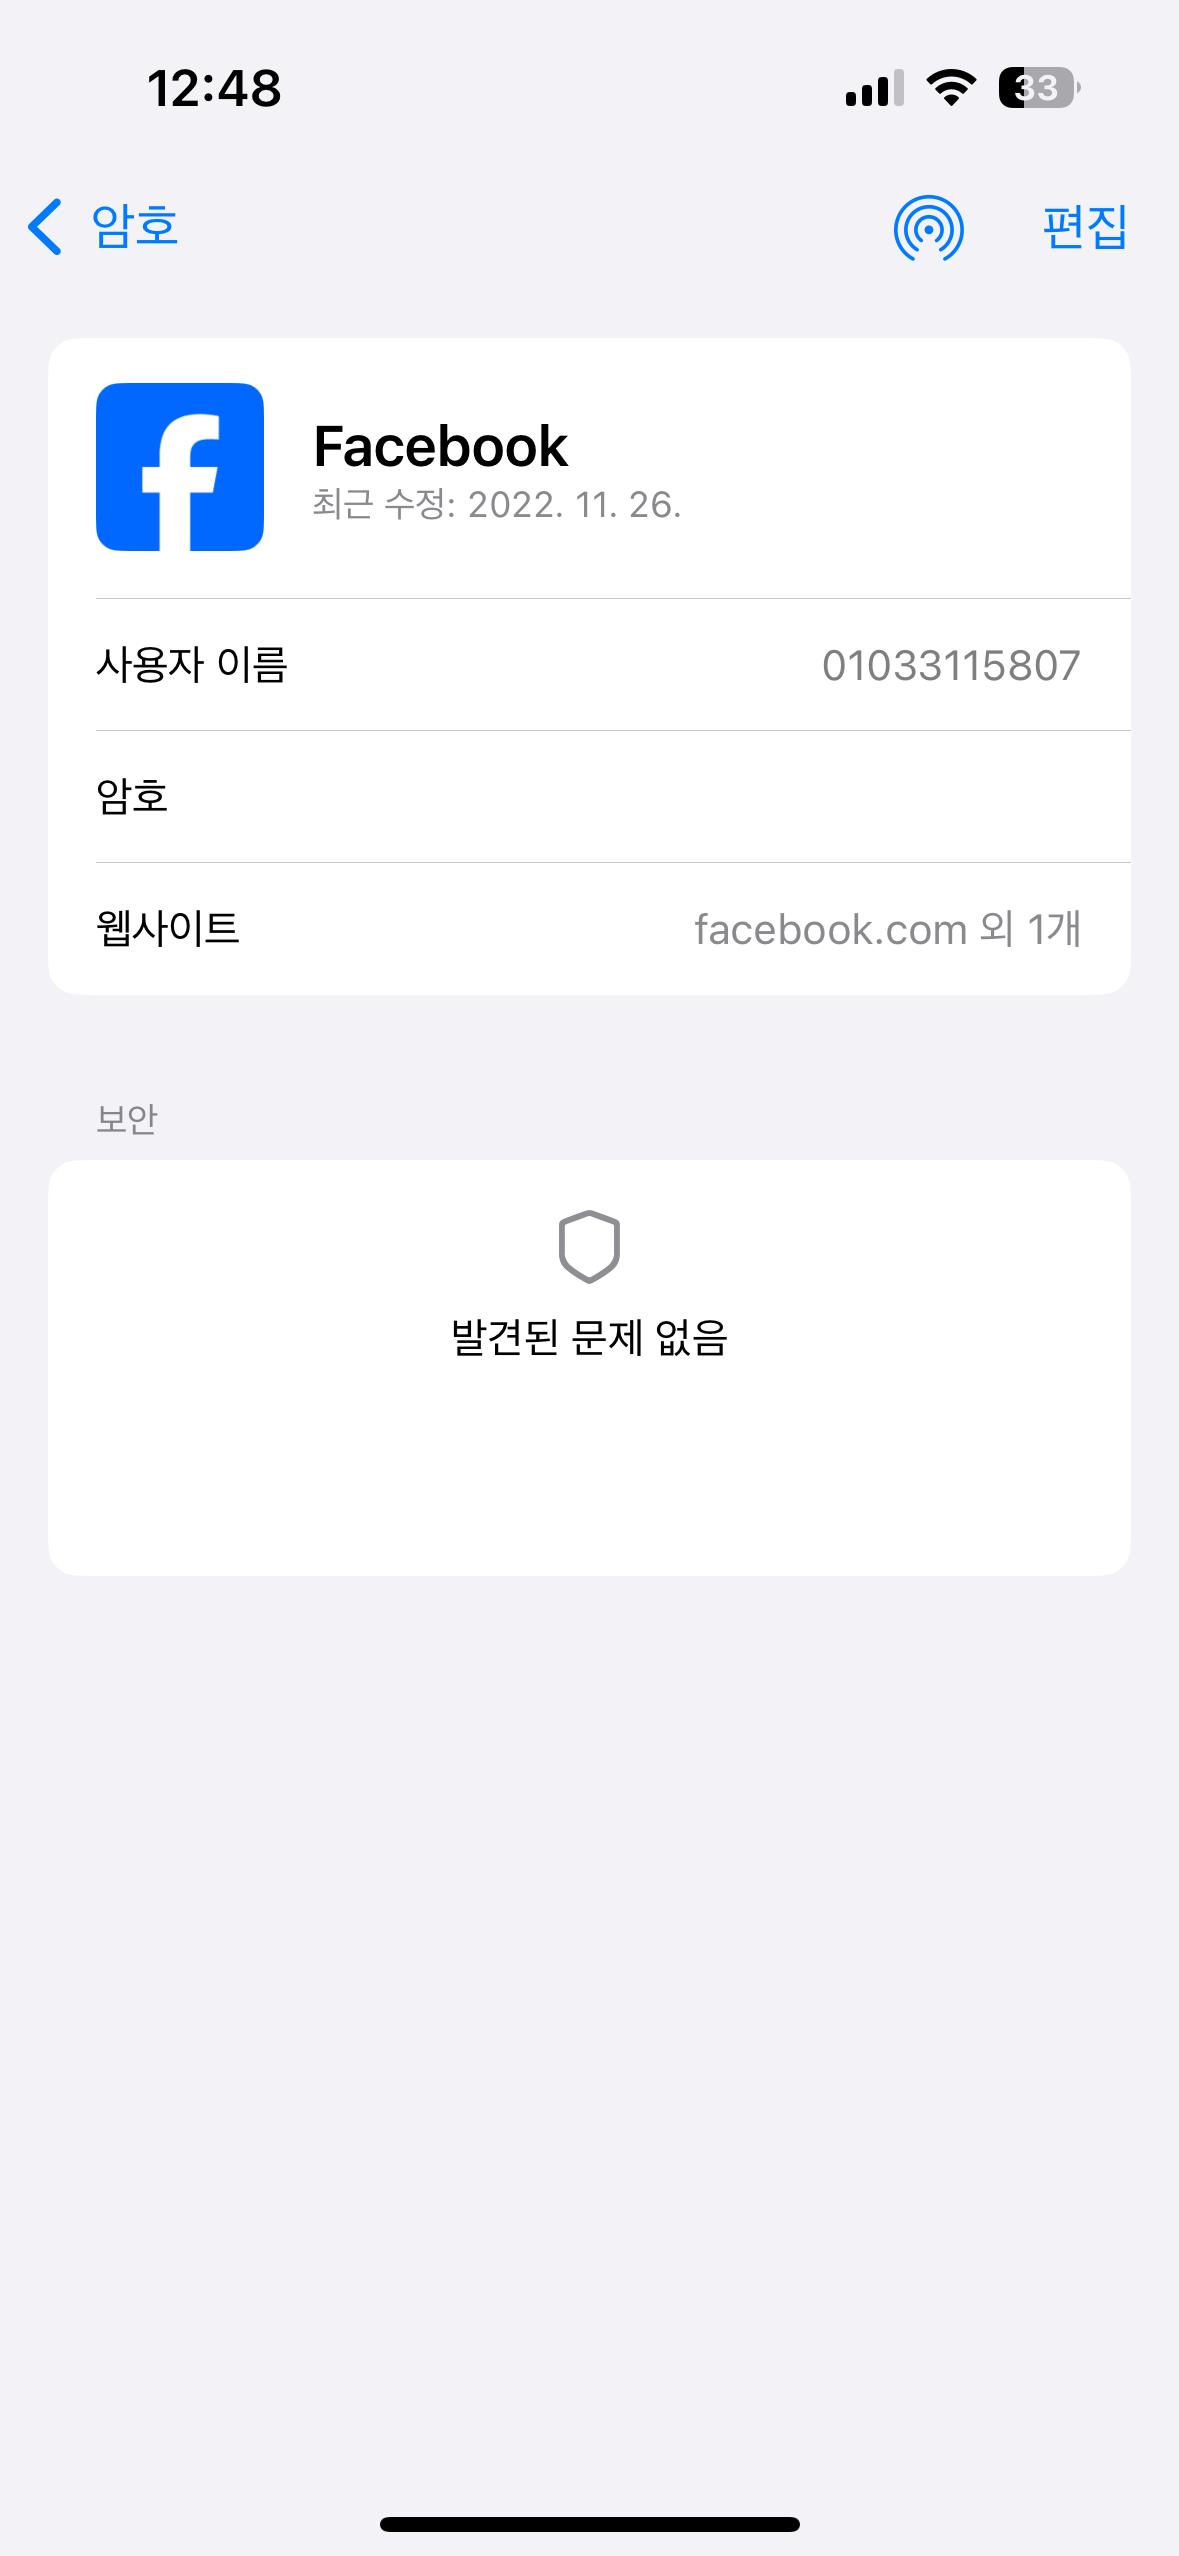 12:48
33
암호
편집
Facebook
최근 수정: 2022. 11. 26.
사용자 이름 01033115807
암호
웹사이트 facebook.com 외 1개
보안
발견된 문제 없음